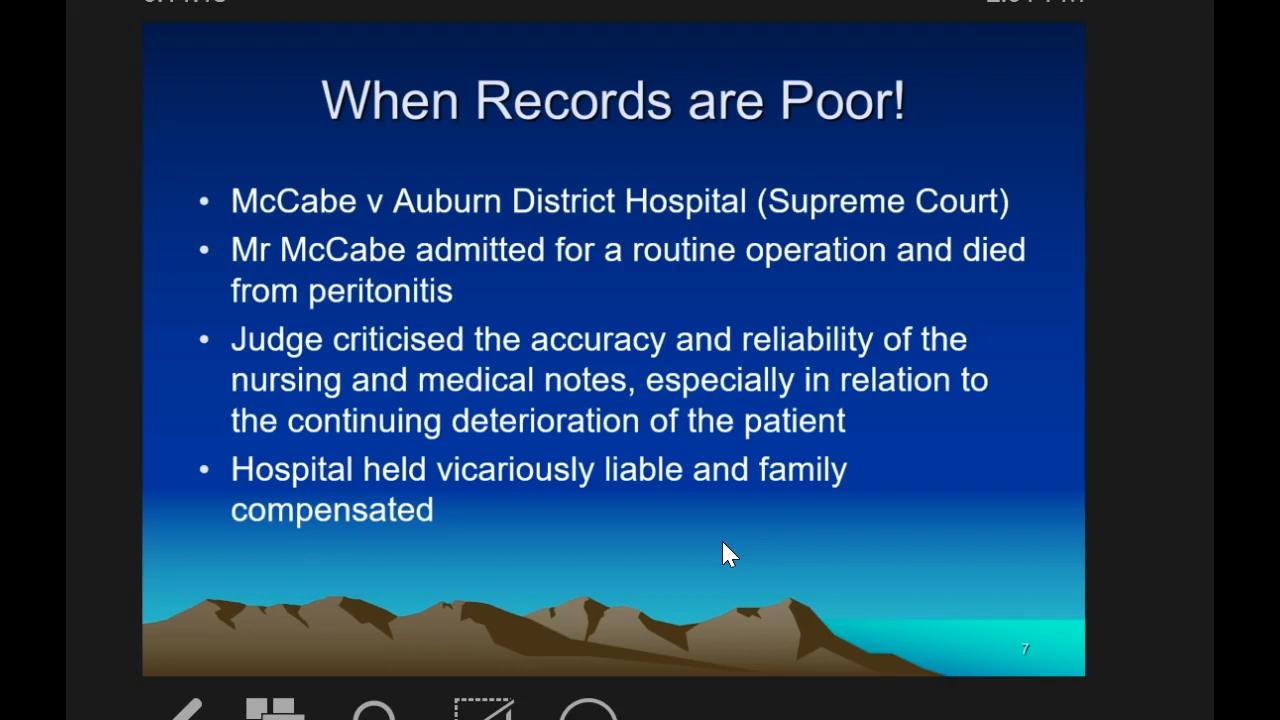 When Records are Poor!
• McCabe v Auburn District Hospital (Supreme Court)
• Mr McCabe admitted for a routine operation and died
from peritonitis
• Judge criticised the accuracy and reliability of the
nursing and medical notes, especially in relation to
the continuing deterioration of the patient
• Hospital held vicariously liable and family
compensated
7